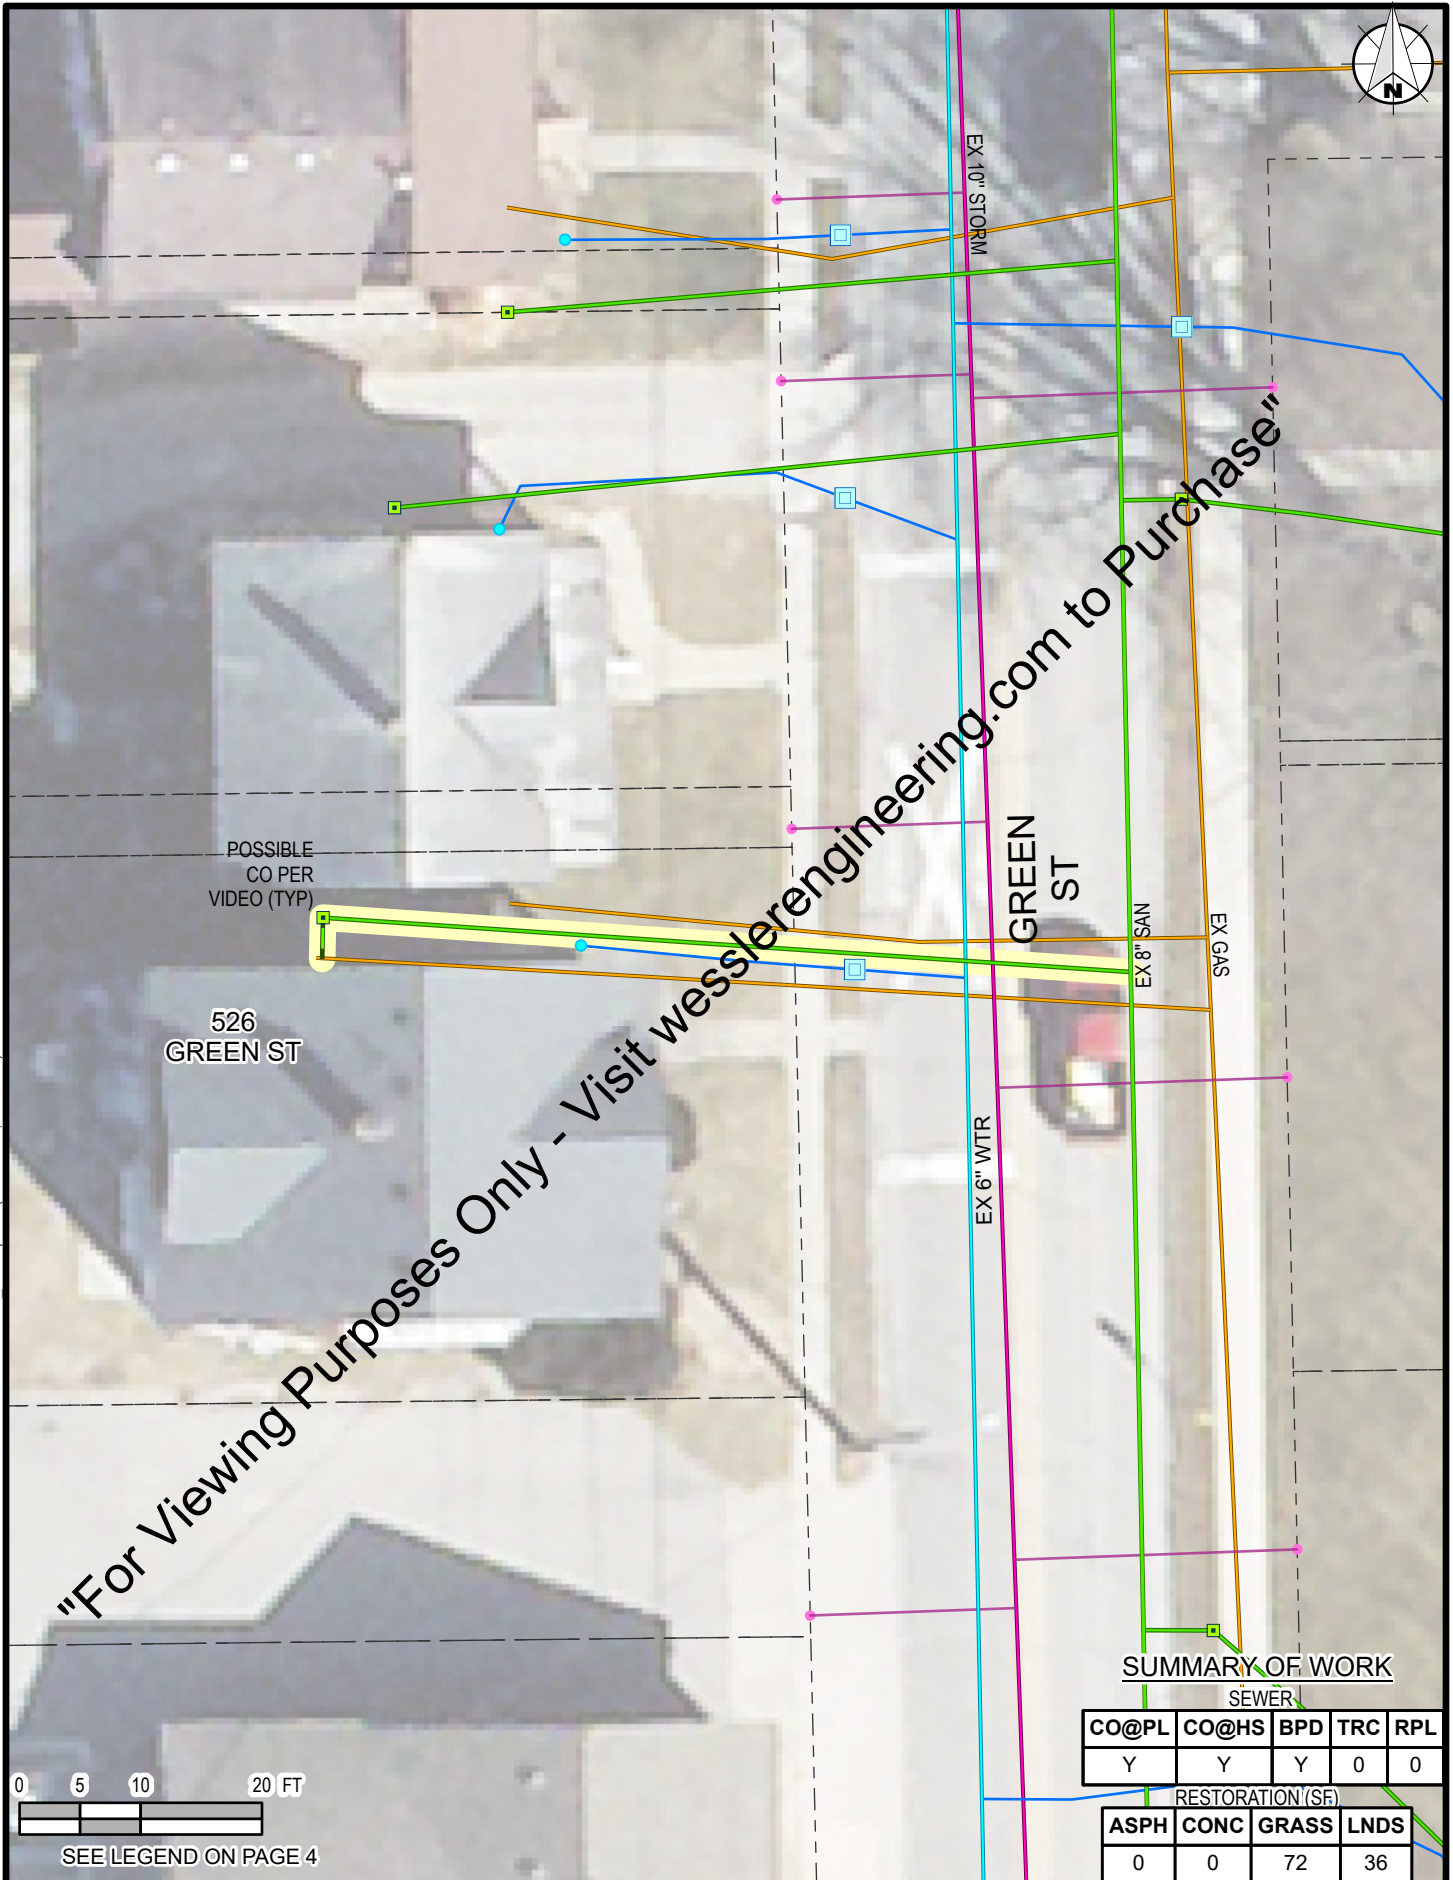 N
EX 10" STORM
"For Viewing Purposes Only - Visit wesslerengineering.com to Purchase"
GREEN
ST
POSSIBLE
CO PER
VIDEO (TYP)
EX 8" SAN
EX GAS
526
GREEN ST
EX 6" WTR
SUMMARY OF WORK
SEWER
CO@PL CO@HS BPD TRC RPL
Y Y Y 0 0
RESTORATION (SF)
ASPH CONC GRASS LNDS
0 0 72 36
0 5 10 20 FT
SEE LEGEND ON PAGE 4